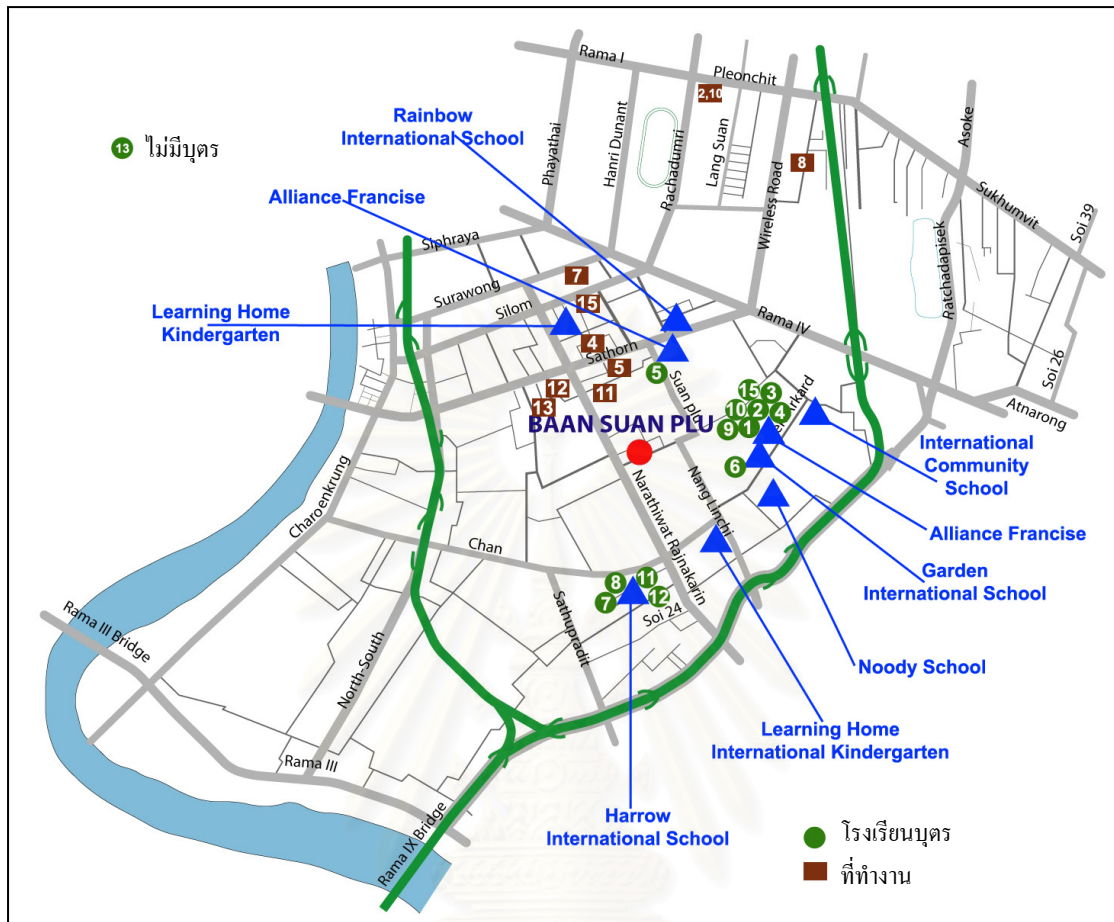 Rama I
Pleonchit
2,10
Rainbow
International School
13 ไม่มีบุตร
Phayathai
Hanri Dunant
Rachadumri
Lang Suan
Wireless Road
8
Asoke
Sukhumvit
Soi 39
Alliance Francise
Siphraya
Surawong
7
Silom
15
Learning Home
Kindergarten
4
Sathorn
Rama IV
Ratchadapisek
Soi 26
Atnarong
5
5
12
11
13
Suan plu
15
3
10
2
4
9
1
6
BAAN SUAN PLU
International
Community
School
Charoenkrung
Nang Linchi
Narathiwat Rajnakarin
Alliance Francise
Chan
Garden
International School
8
11
7
12
Soi 24
Sathupradit
Rama III Bridge
North-South
Noody School
Learning Home
International Kindergarten
Rama III
Rama IX Bridge
Harrow
International School
โรงเรียนบุตร
ที่ทำงาน